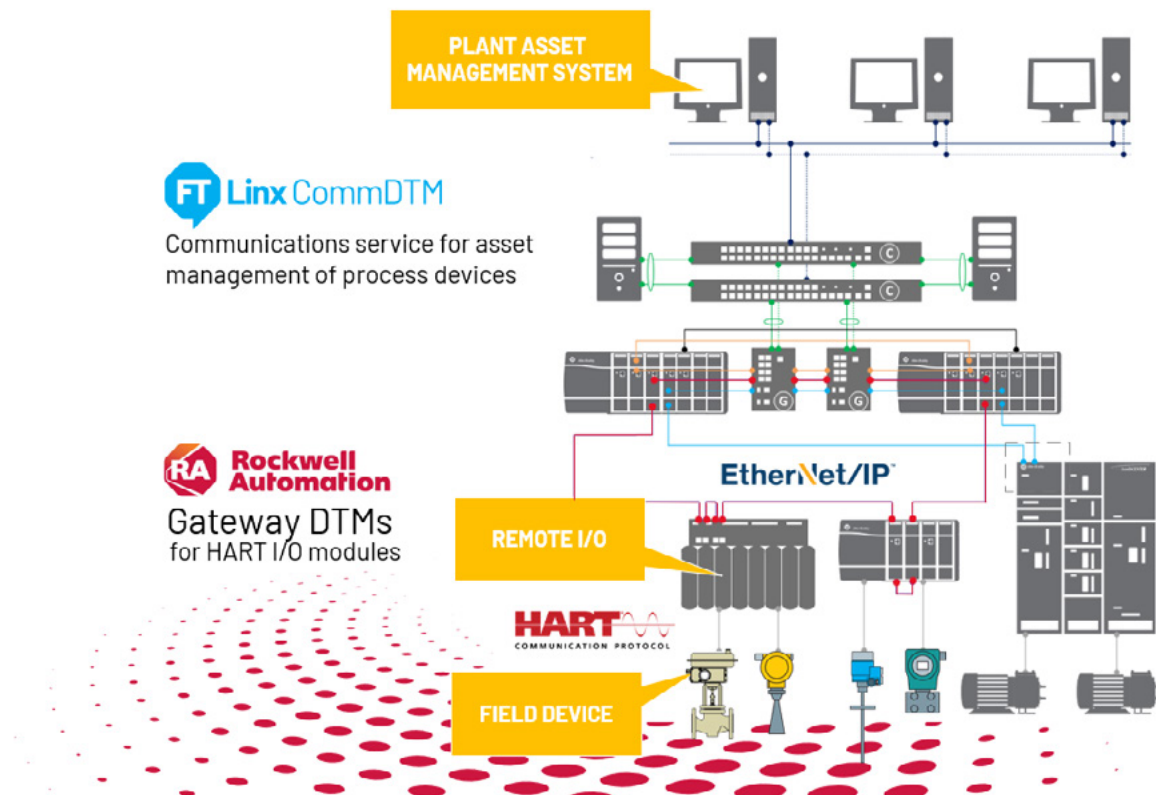 PLANT ASSET
MANAGEMENT SYSTEM
FT Linx CommDTM
Communications service for asset
management of process devices
C
C
G
G
RA Rockwell
Automation
Gateway DTMs
for HART I/O modules
EtherNet/IP™
REMOTE I/O
HART
COMMUNICATION PROTOCOL
FIELD DEVICE